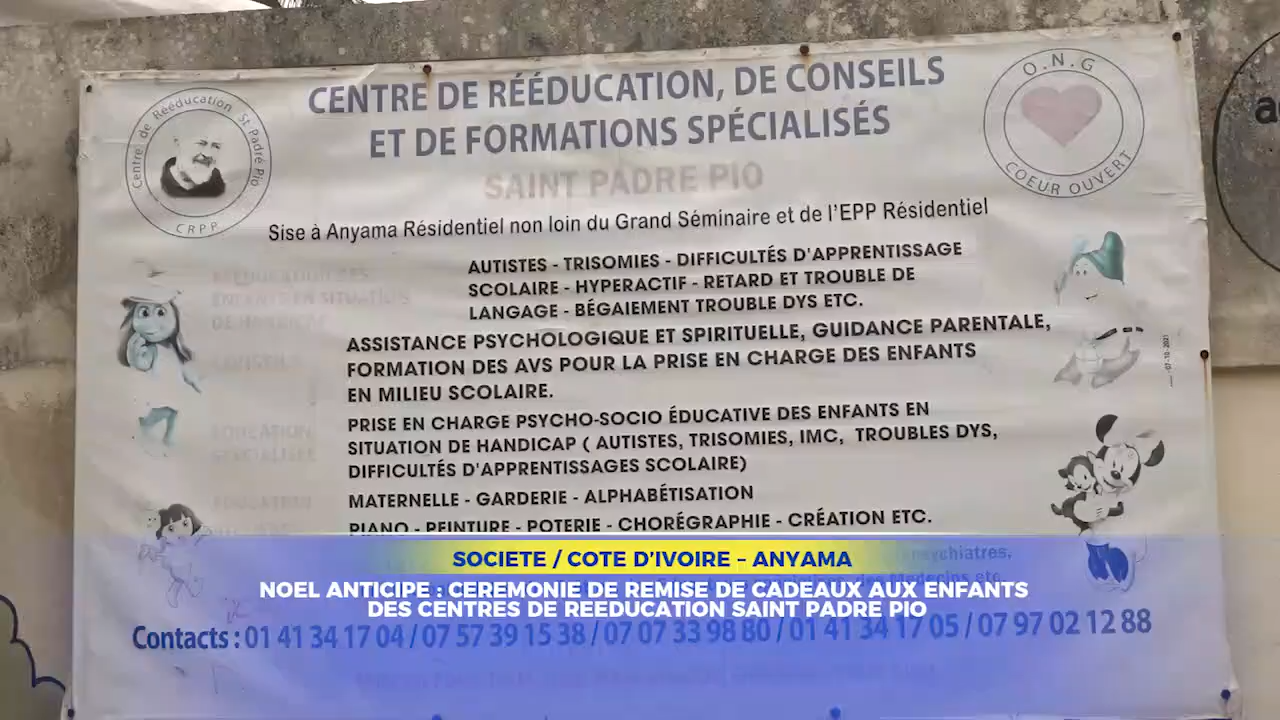 CENTRE DE RÉÉDUCATION, DE CONSEILS
ET DE FORMATIONS SPÉCIALISÉS
SAINT PADRE PIO
Centre de Rééducation St Padré Pio
CRPP
O.N.G
COEUR OUVERT
Sise à Anyama Résidentiel non loin du Grand Séminaire et de l'EPP Résidentiel
AUTISTES - TRISOMIES - DIFFICULTÉS D'APPRENTISSAGE
SCOLAIRE - HYPERACTIF - RETARD ET TROUBLE DE
LANGAGE - BÉGAIEMENT TROUBLE DYS ETC.
ASSISTANCE PSYCHOLOGIQUE ET SPIRITUELLE, GUIDANCE PARENTALE,
FORMATION DES AVS POUR LA PRISE EN CHARGE DES ENFANTS
EN MILIEU SCOLAIRE.
PRISE EN CHARGE PSYCHO-SOCIO ÉDUCATIVE DES ENFANTS EN
SITUATION DE HANDICAP ( AUTISTES, TRISOMIES, IMC, TROUBLES DYS,
DIFFICULTÉS D'APPRENTISSAGES SCOLAIRE)
MATERNELLE - GARDERIE - ALPHABÉTISATION
PIANO - PEINTURE - POTERIE - CHORÉGRAPHIE - CRÉATION ETC.
SOCIETE / COTE D'IVOIRE – ANYAMA
NOEL ANTICIPE : CEREMONIE DE REMISE DE CADEAUX AUX ENFANTS
DES CENTRES DE REEDUCATION SAINT PADRE PIO
Contacts : 01 41 34 17 04 / 07 57 39 15 38 / 07 07 33 98 80 / 01 41 34 17 05 / 07 97 02 12 88